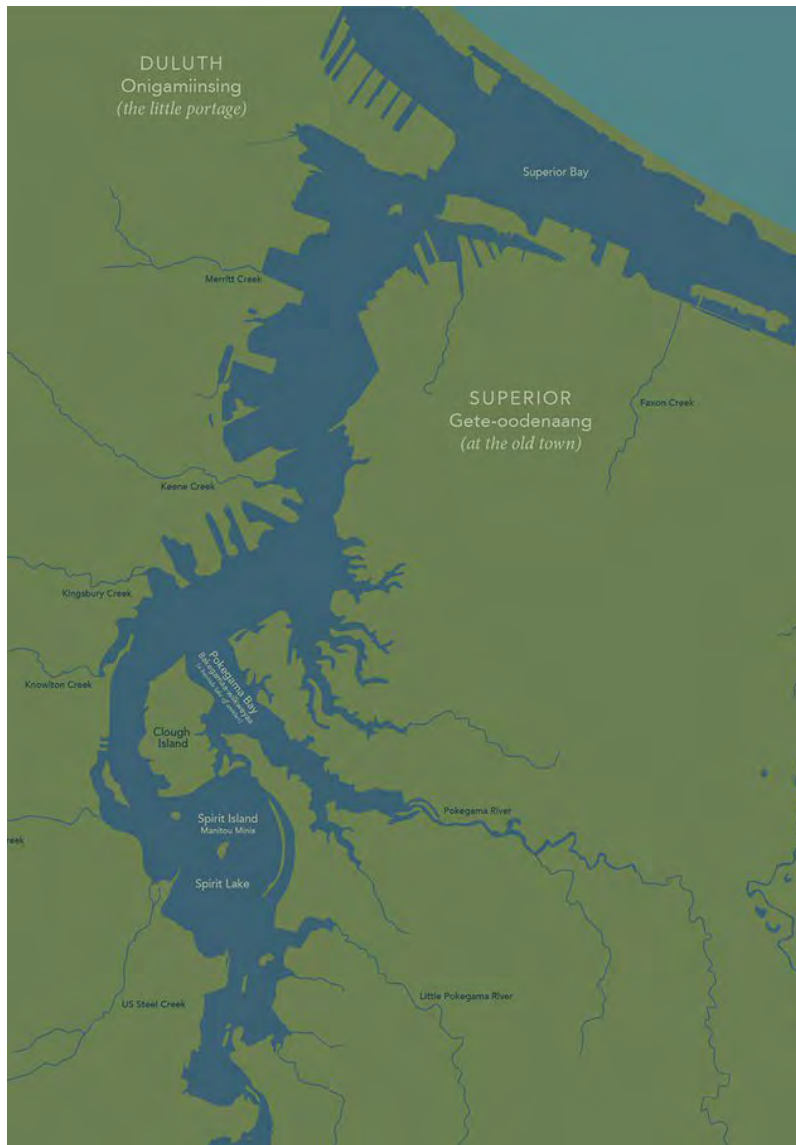 DULUTH
Onigamiinsing
(the little portage)
Superior Bay
Merritt Creek
SUPERIOR
Gete-oodenaang
(at the old town)
Faxon Creek
Keene Creek
Kingsbury Creek
Knowlton Creek
Pokegama Bay
Clough
Island
Spirit Island
Manitou Minis
Pokegama River
reek
Spirit Lake
US Steel Creek
Little Pokegama River